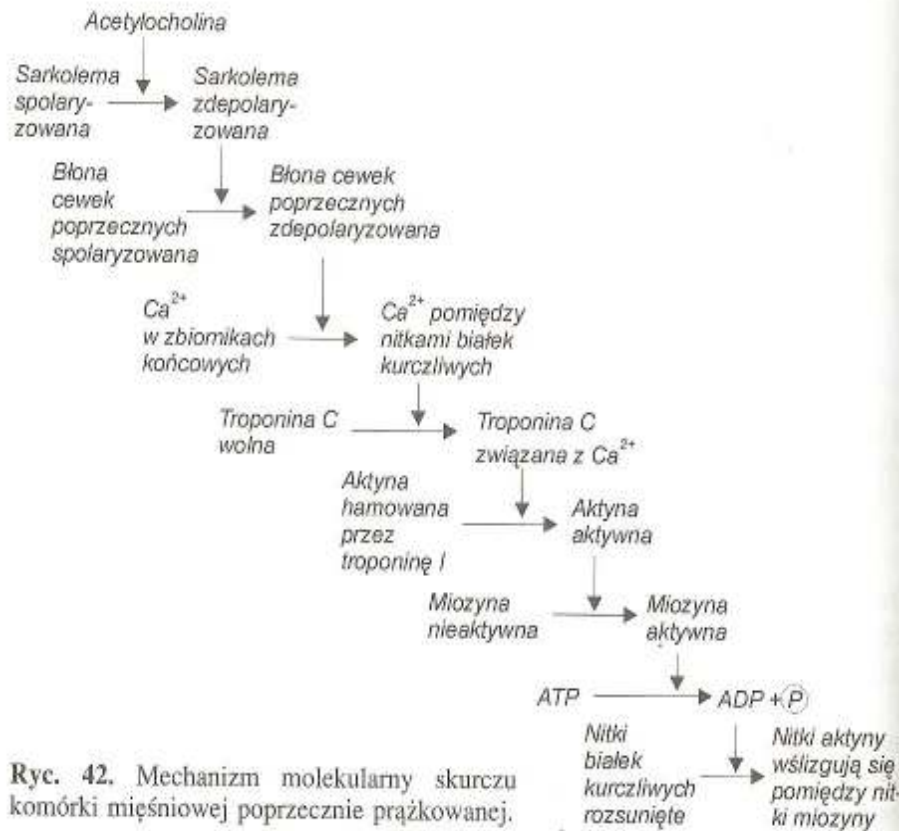 Acetylocholina
Sarkolema
spolary-
zowana
Sarkolema
zdepolary-
zowana
Błona
cewek
poprzecznych
spolaryzowana
Błona cewek
poprzecznych
zdepolaryzowana
Ca²⁺
w zbiornikach
końcowych
Ca²⁺ pomiędzy
nitkami białek
kurczliwych
Troponina C
wolna
Troponina C
związana z Ca²⁺
Aktyna
hamowana
przez
troponinę I
Aktyna
aktywna
Miozyna
nieaktywna
Miozyna
aktywna
ATP
ADP + P
Nitki
białek
kurczliwych
rozsunięte
Nitki aktyny
wślizgują się
pomiędzy nit-
ki miozyny
Ryc. 42. Mechanizm molekularny skurczu
komórki mięśniowej poprzecznie prążkowanej.